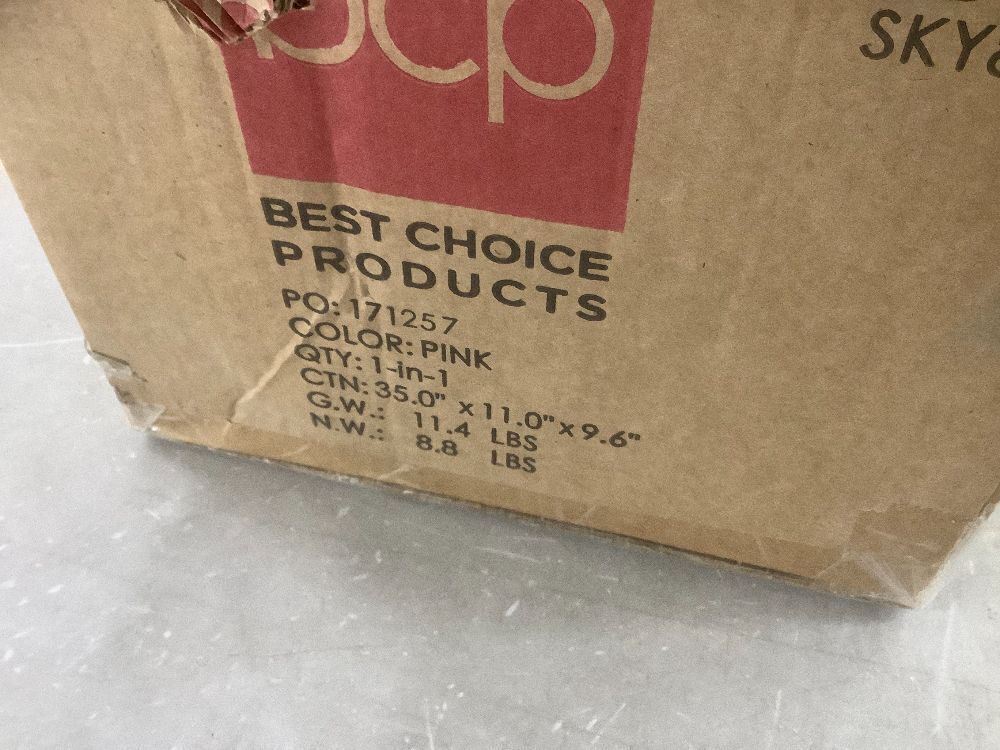 bcp
BEST CHOICE
PRODUCTS
PO: 171257
COLOR: PINK
QTY: 1-in-1
CTN: 35.0" x 11.0" x 9.6"
G.W.: 11.4 LBS
N.W.: 8.8 LBS